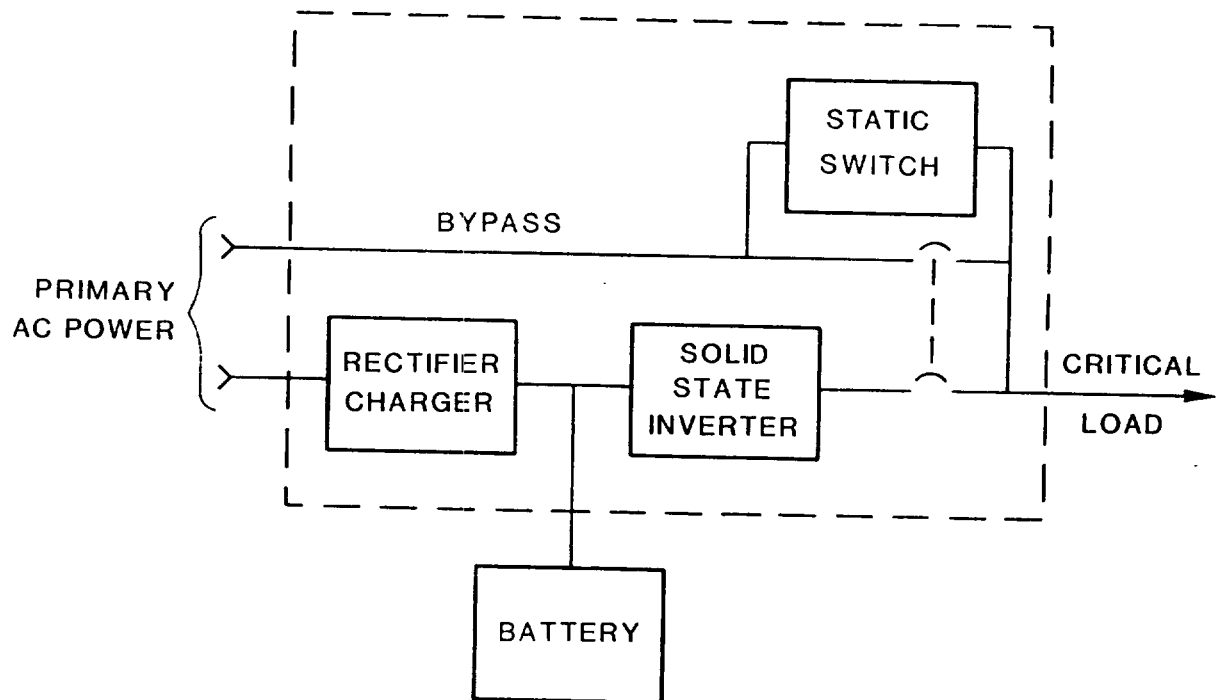 STATIC
SWITCH
BYPASS
PRIMARY
AC POWER
RECTIFIER
CHARGER
SOLID
STATE
INVERTER
CRITICAL
LOAD
BATTERY